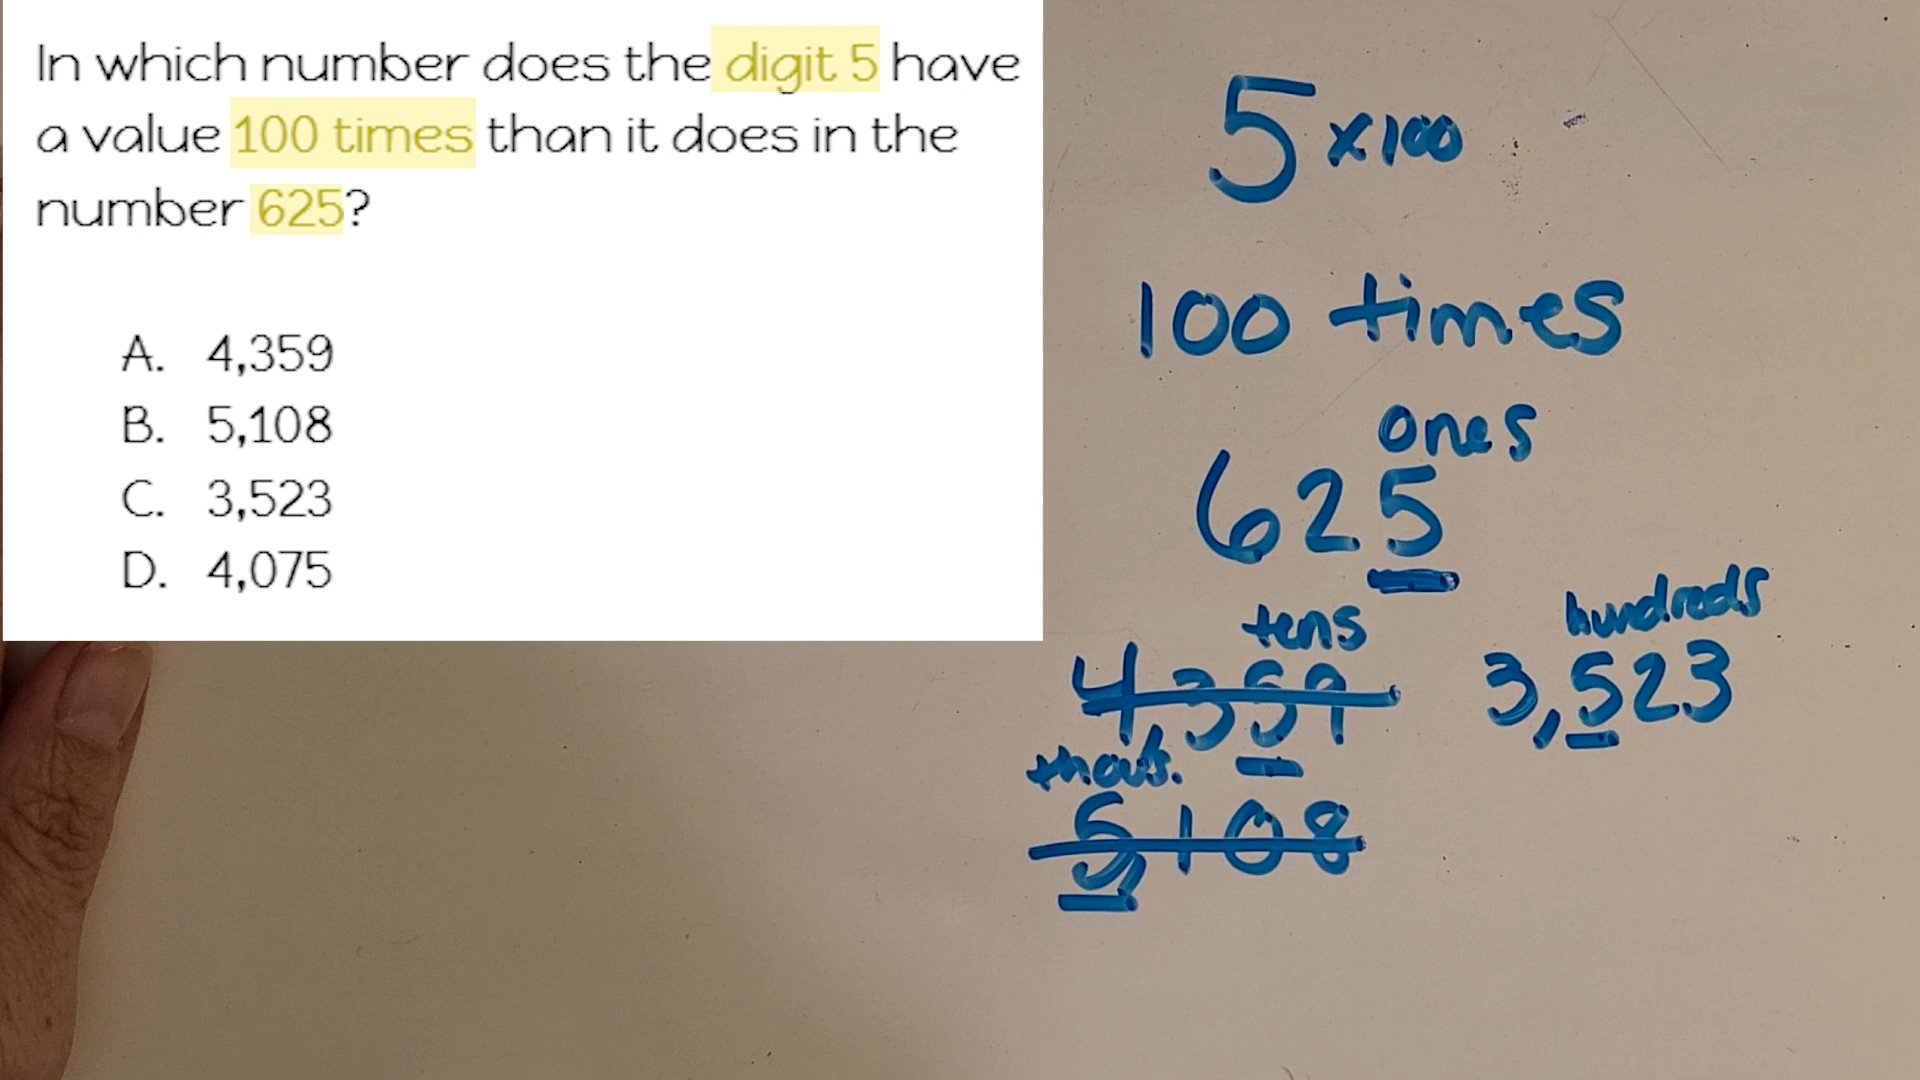 In which number does the digit 5 have
a value 100 times than it does in the
number 625?
A. 4,359
B. 5,108
C. 3,523
D. 4,075
5 x100
100 times
ones
625
tens
4,359
hundreds
3,523
thous.
5,108